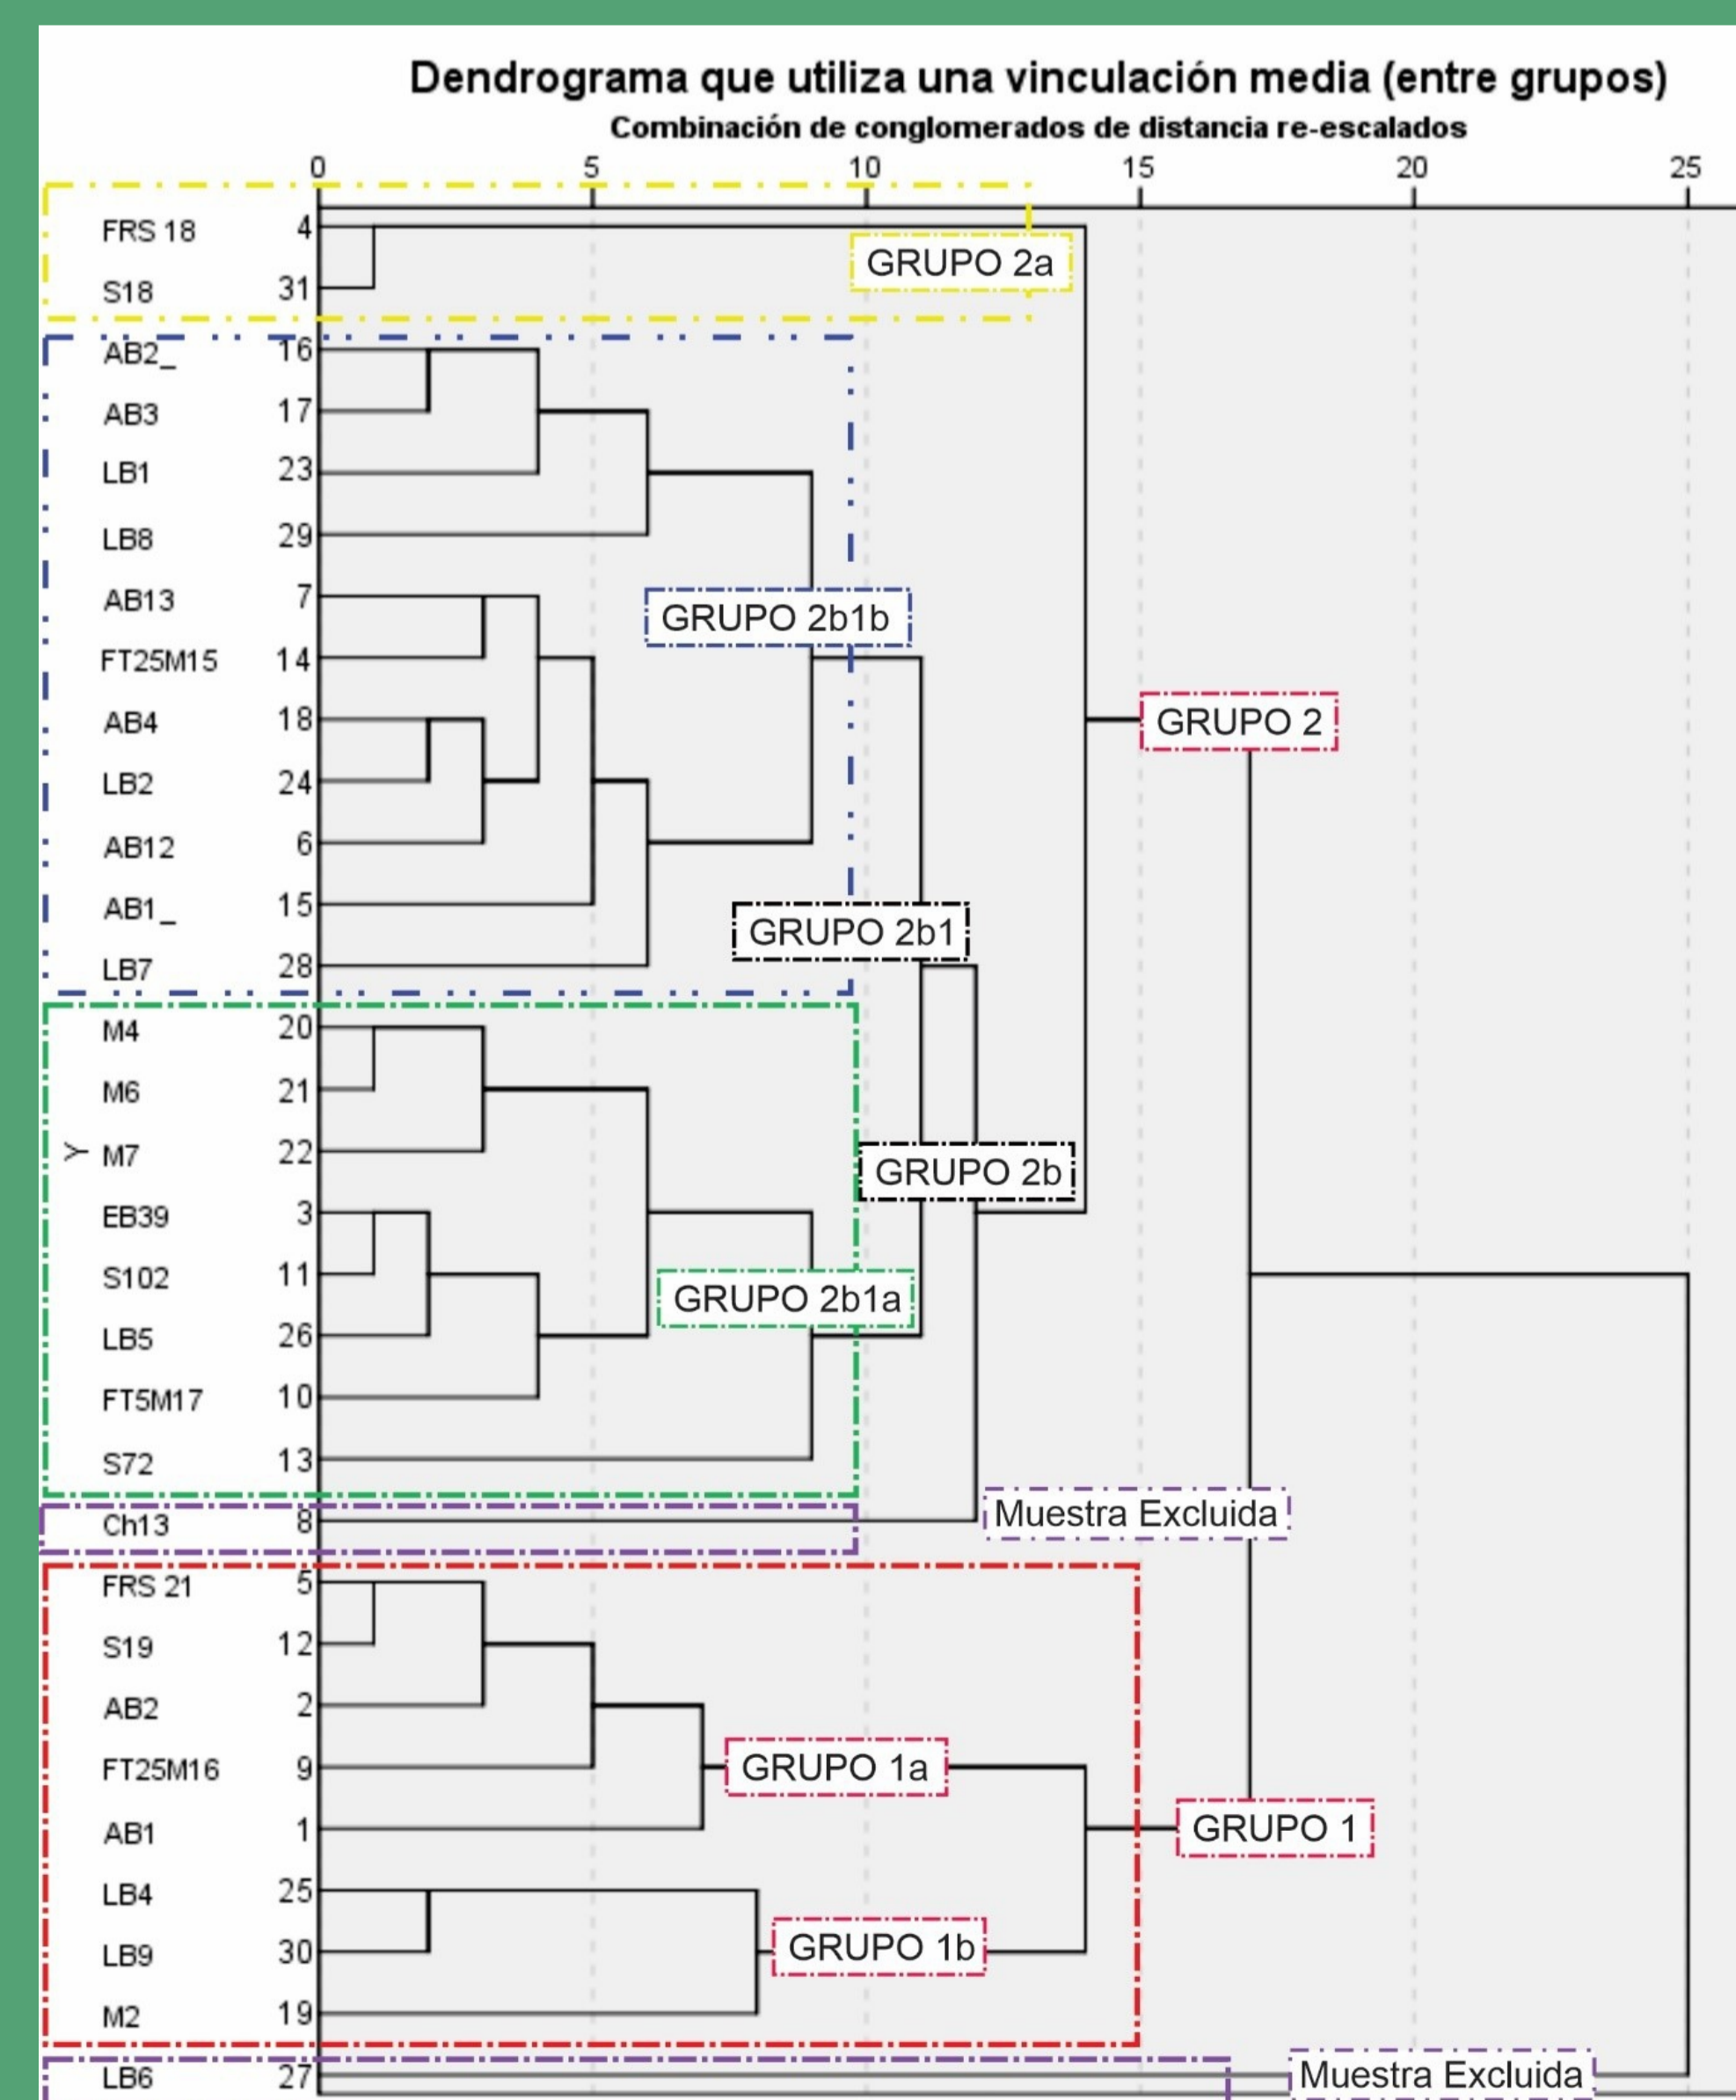 Dendrograma que utiliza una vinculación media (entre grupos)
Combinación de conglomerados de distancia re-escalados
0 5 10 15 20 25
FRS 18 4
GRUPO 2a
S18 31
AB2_ 16
AB3 17
LB1 23
LB8 29
AB13 7
GRUPO 2b1b
FT25M15 14
AB4 18
GRUPO 2
LB2 24
AB12 6
AB1_ 15
GRUPO 2b1
LB7 28
M4 20
M6 21
Y
M7 22
GRUPO 2b
EB39 3
S102 11
GRUPO 2b1a
LB5 26
FT5M17 10
S72 13
Ch13 8
Muestra Excluida
FRS 21 5
S19 12
AB2 2
FT25M16 9
GRUPO 1a
AB1 1
GRUPO 1
LB4 25
LB9 30
GRUPO 1b
M2 19
LB6 27
Muestra Excluida